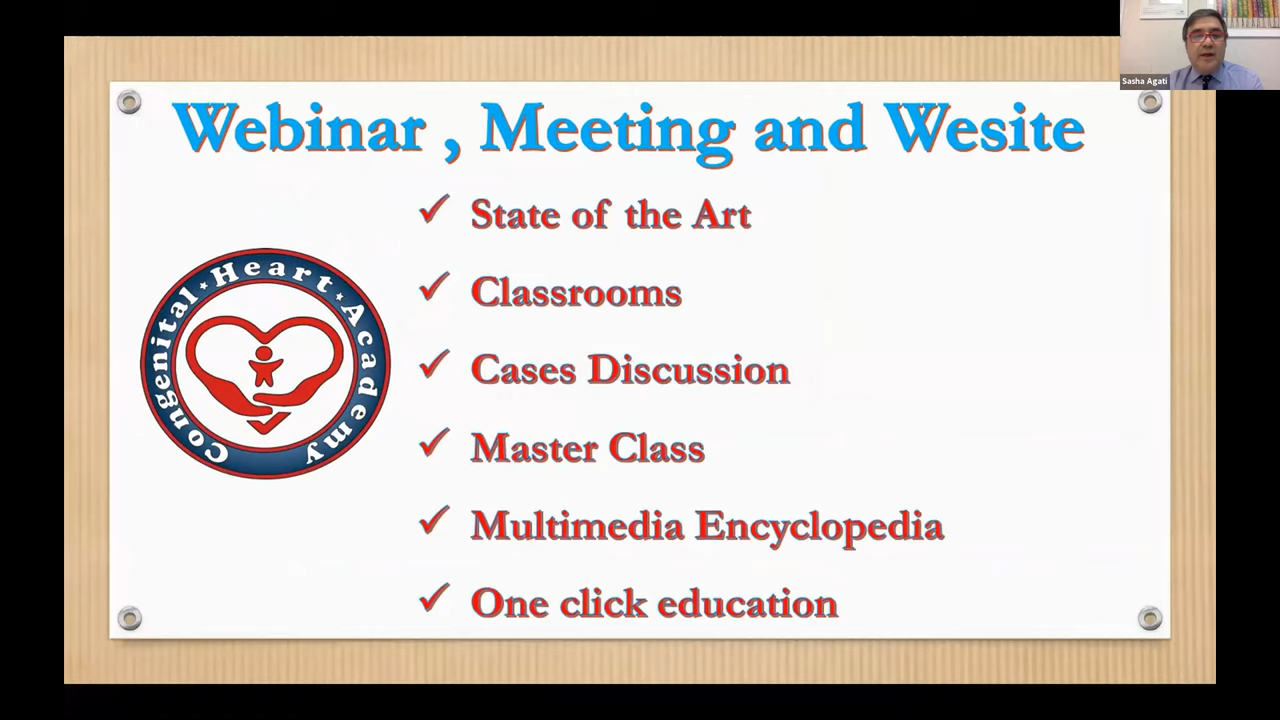 Sasha Agati
Webinar , Meeting and Wesite
State of the Art
Classrooms
Cases Discussion
Master Class
Multimedia Encyclopedia
One click education
Congenital Heart Academy